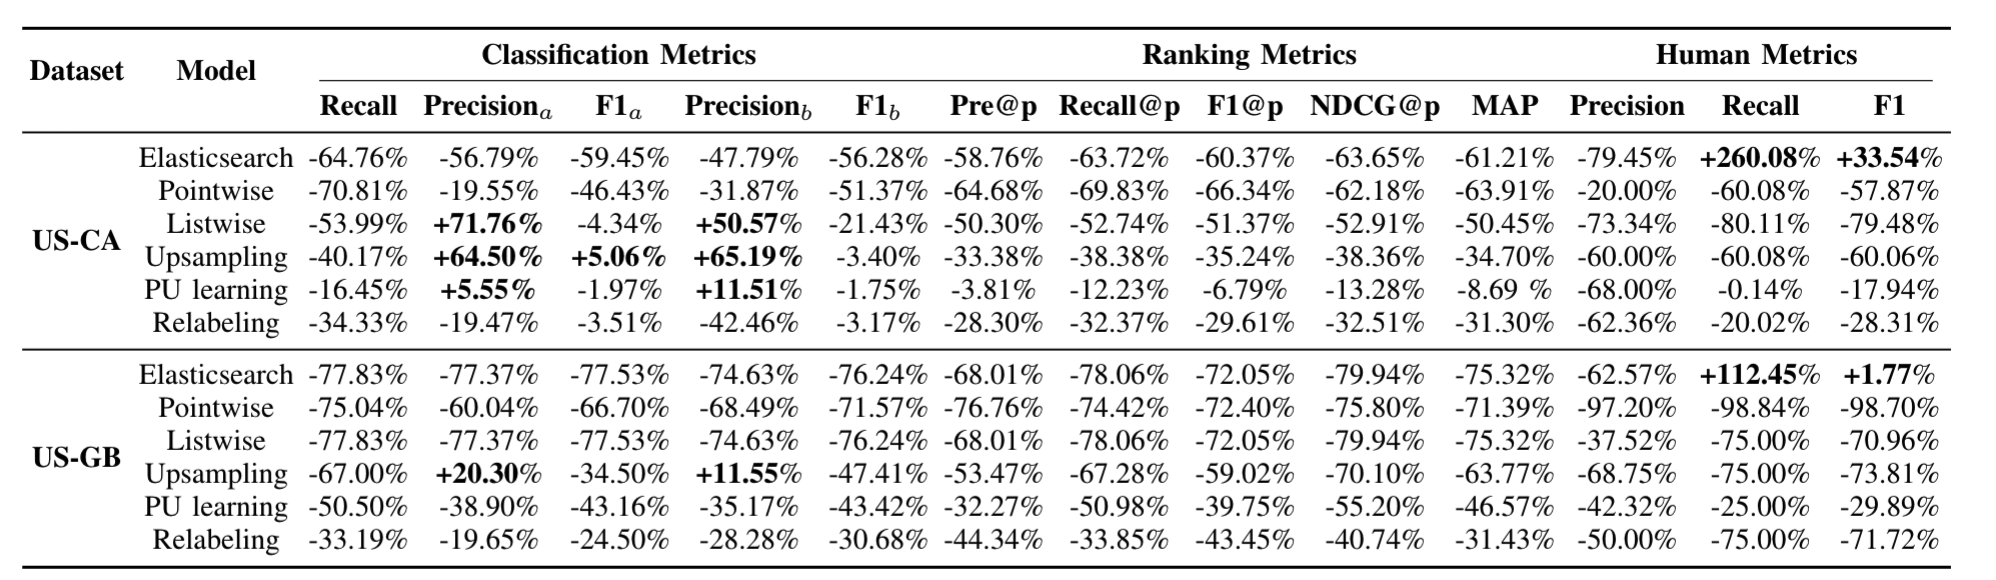 Dataset Model Classification Metrics Ranking Metrics Human Metrics
Recall Precisiona F1a Precisionb F1b Pre@p Recall@p F1@p NDCG@p MAP Precision Recall F1
US-CA
Elasticsearch -64.76% -56.79% -59.45% -47.79% -56.28% -58.76% -63.72% -60.37% -63.65% -61.21% -79.45% +260.08% +33.54%
Pointwise -70.81% -19.55% -46.43% -31.87% -51.37% -64.68% -69.83% -66.34% -62.18% -63.91% -20.00% -60.08% -57.87%
Listwise -53.99% +71.76% -4.34% +50.57% -21.43% -50.30% -52.74% -51.37% -52.91% -50.45% -73.34% -80.11% -79.48%
Upsampling -40.17% +64.50% +5.06% +65.19% -3.40% -33.38% -38.38% -35.24% -38.36% -34.70% -60.00% -60.08% -60.06%
PU learning -16.45% +5.55% -1.97% +11.51% -1.75% -3.81% -12.23% -6.79% -13.28% -8.69 % -68.00% -0.14% -17.94%
Relabeling -34.33% -19.47% -3.51% -42.46% -3.17% -28.30% -32.37% -29.61% -32.51% -31.30% -62.36% -20.02% -28.31%
US-GB
Elasticsearch -77.83% -77.37% -77.53% -74.63% -76.24% -68.01% -78.06% -72.05% -79.94% -75.32% -62.57% +112.45% +1.77%
Pointwise -75.04% -60.04% -66.70% -68.49% -71.57% -76.76% -74.42% -72.40% -75.80% -71.39% -97.20% -98.84% -98.70%
Listwise -77.83% -77.37% -77.53% -74.63% -76.24% -68.01% -78.06% -72.05% -79.94% -75.32% -37.52% -75.00% -70.96%
Upsampling -67.00% +20.30% -34.50% +11.55% -47.41% -53.47% -67.28% -59.02% -70.10% -63.77% -68.75% -75.00% -73.81%
PU learning -50.50% -38.90% -43.16% -35.17% -43.42% -32.27% -50.98% -39.75% -55.20% -46.57% -42.32% -25.00% -29.89%
Relabeling -33.19% -19.65% -24.50% -28.28% -30.68% -44.34% -33.85% -43.45% -40.74% -31.43% -50.00% -75.00% -71.72%